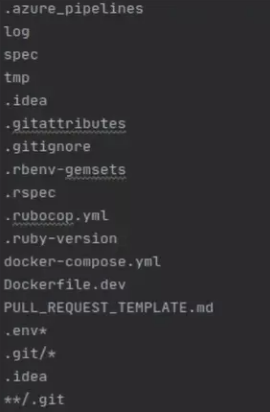 .azure_pipelines
log
spec
tmp
.idea
.gitattributes
.gitignore
.rbenv-gemsets
.rspec
.rubocop.yml
.ruby-version
docker-compose.yml
Dockerfile.dev
PULL_REQUEST_TEMPLATE.md
.env*
.git/*
.idea
**/.git